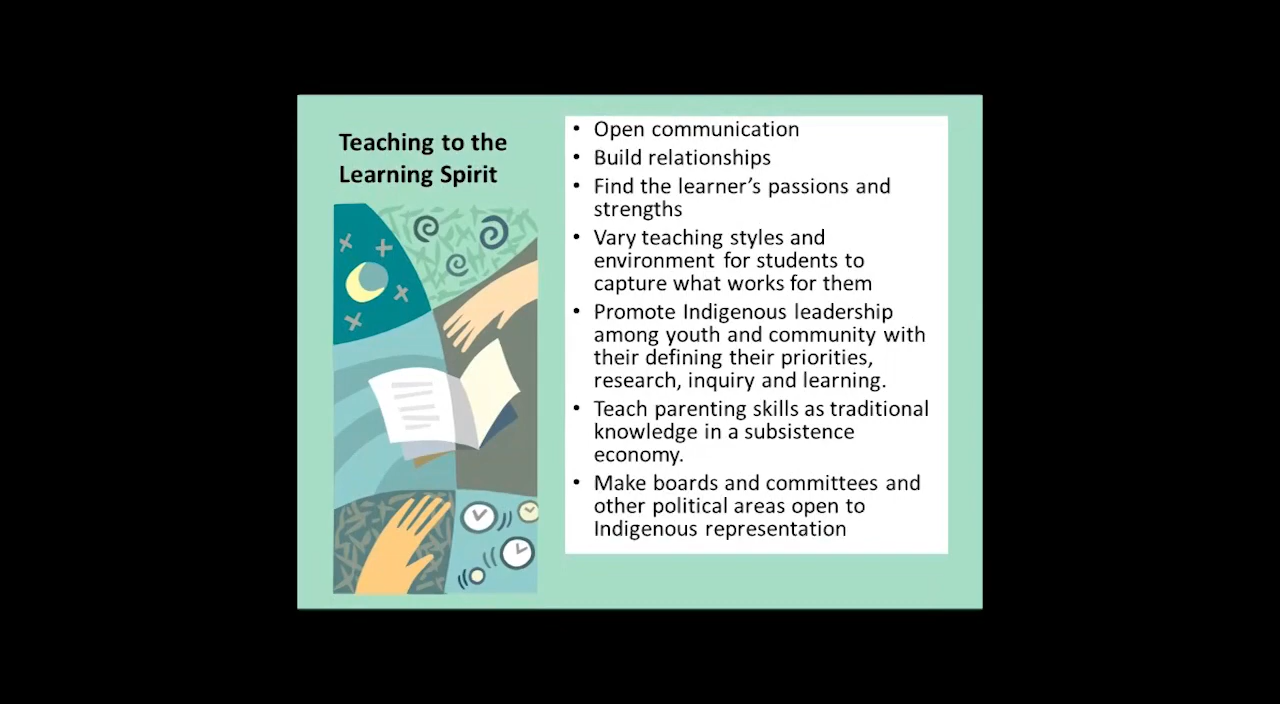 Teaching to the
Learning Spirit
• Open communication
• Build relationships
• Find the learner’s passions and
strengths
• Vary teaching styles and
environment for students to
capture what works for them
• Promote Indigenous leadership
among youth and community with
their defining their priorities,
research, inquiry and learning.
• Teach parenting skills as traditional
knowledge in a subsistence
economy.
• Make boards and committees and
other political areas open to
Indigenous representation